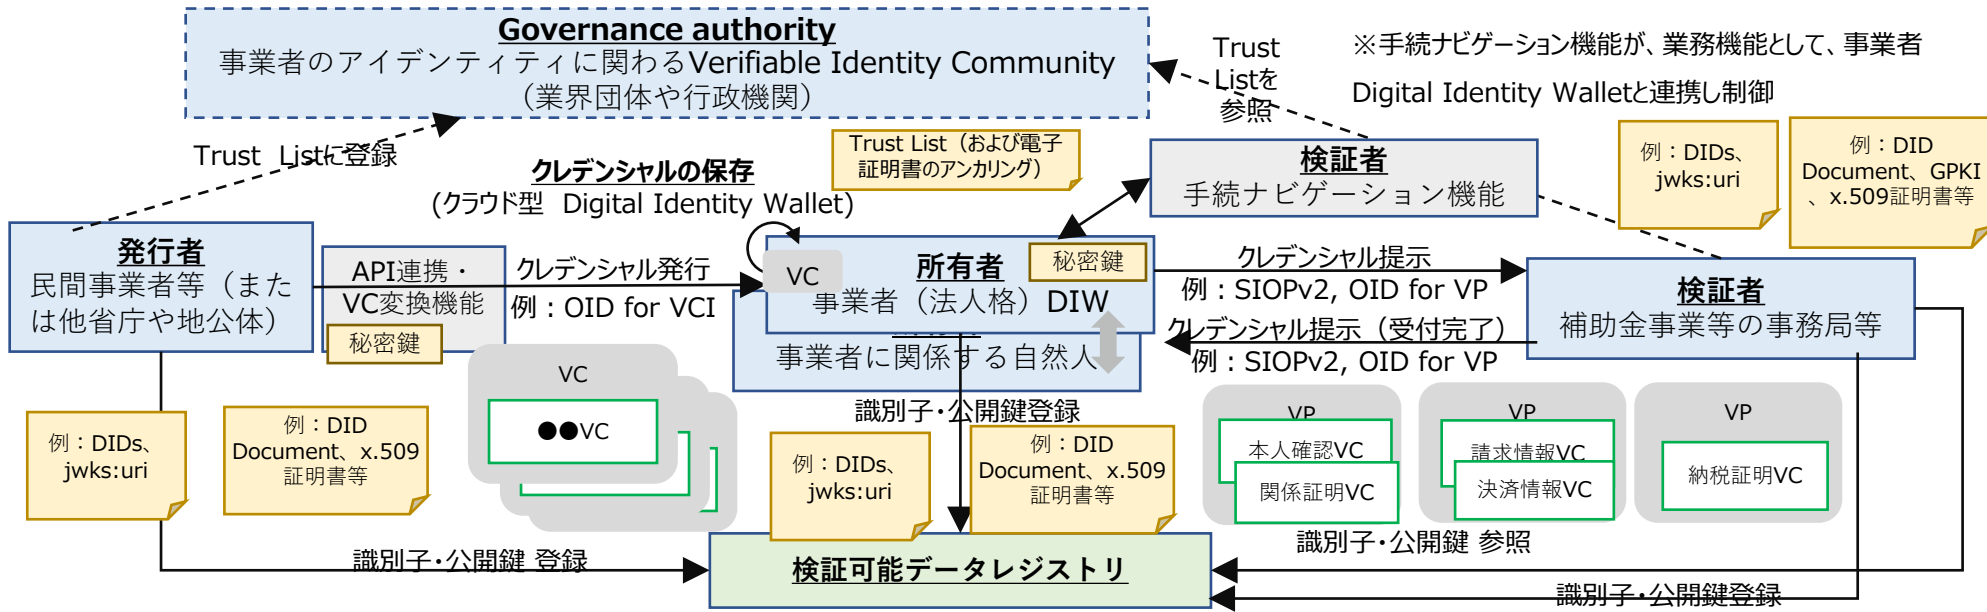 Governance authority
事業者のアイデンティティに関わるVerifiable Identity Community
（業界団体や行政機関）
Trust
Listを
参照
※手続ナビゲーション機能が、業務機能として、事業者
Digital Identity Walletと連携し制御
Trust Listに登録
クレデンシャルの保存
(クラウド型 Digital Identity Wallet)
Trust List（および電子
証明書のアンカリング）
検証者
手続ナビゲーション機能
例：DIDs、
jwks:uri
例：DID
Document、GPKI
、x.509証明書等
発行者
民間事業者等（また
は他省庁や地公体）
API連携・
VC変換機能
秘密鍵
クレデンシャル発行
例：OID for VCI
VC
所有者
秘密鍵
事業者（法人格）DIW
事業者に関係する自然人
クレデンシャル提示
例：SIOPv2, OID for VP
クレデンシャル提示（受付完了）
例：SIOPv2, OID for VP
検証者
補助金事業等の事務局等
例：DIDs、
jwks:uri
例：DID
Document、x.509
証明書等
VC
●●VC
識別子・公開鍵登録
例：DIDs、
jwks:uri
例：DID
Document、x.509
証明書等
VP
本人確認VC
関係証明VC
VP
請求情報VC
決済情報VC
VP
納税証明VC
識別子・公開鍵 登録
検証可能データレジストリ
識別子・公開鍵 参照
識別子・公開鍵登録